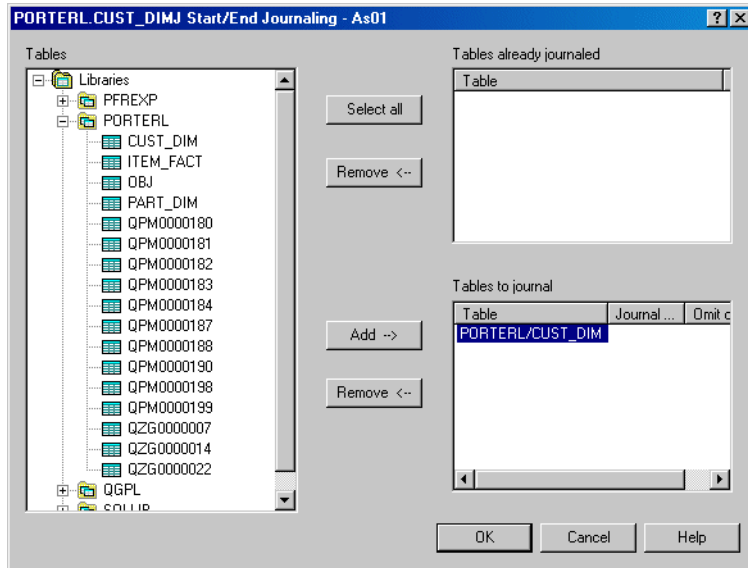 PORTERL.CUST_DIMJ Start/End Journaling - As01
Tables
Libraries
PFREXP
PORTERL
CUST_DIM
ITEM_FACT
OBJ
PART_DIM
QPM0000180
QPM0000181
QPM0000182
QPM0000183
QPM0000184
QPM0000187
QPM0000188
QPM0000190
QPM0000198
QPM0000199
QZG0000007
QZG0000014
QZG0000022
QGPL
Select all
Remove <--
Add -->
Remove <--
Tables already journaled
Table
Tables to journal
Table Journal ... Omit
PORTERL/CUST_DIM
OK Cancel Help